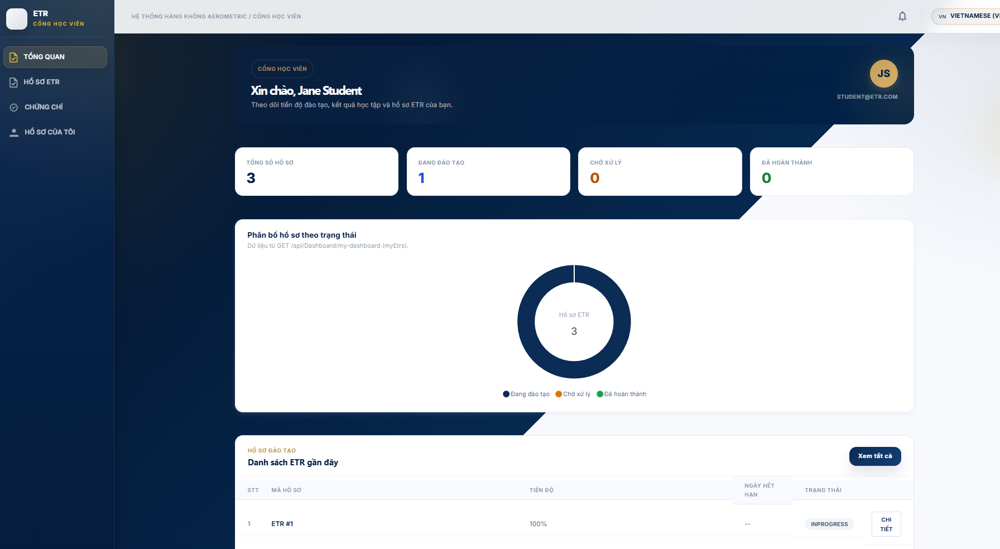 ETR
CỔNG HỌC VIÊN
HỆ THỐNG HÀNG KHÔNG AEROMETRIC / CỔNG HỌC VIÊN
VN VIETNAMESE (VI
TỔNG QUAN
HỒ SƠ ETR
CHỨNG CHỈ
HỒ SƠ CỦA TÔI
CỔNG HỌC VIÊN
Xin chào, Jane Student
Theo dõi tiến độ đào tạo, kết quả học tập và hồ sơ ETR của bạn.
JS
STUDENT@ETR.COM
TỔNG SỐ HỒ SƠ
3
ĐANG ĐÀO TẠO
1
CHỜ XỬ LÝ
0
ĐÃ HOÀN THÀNH
0
Phân bố hồ sơ theo trạng thái
Dữ liệu từ GET /api/Dashboard/my-dashboard (myEtrs).
Hồ sơ ETR
3
Đang đào tạo Chờ xử lý Đã hoàn thành
HỒ SƠ ĐÀO TẠO
Danh sách ETR gần đây
Xem tất cả
STT MÃ HỒ SƠ TIẾN ĐỘ NGÀY HẾT HẠN TRẠNG THÁI
1 ETR #1 100% -- INPROGRESS CHI TIẾT